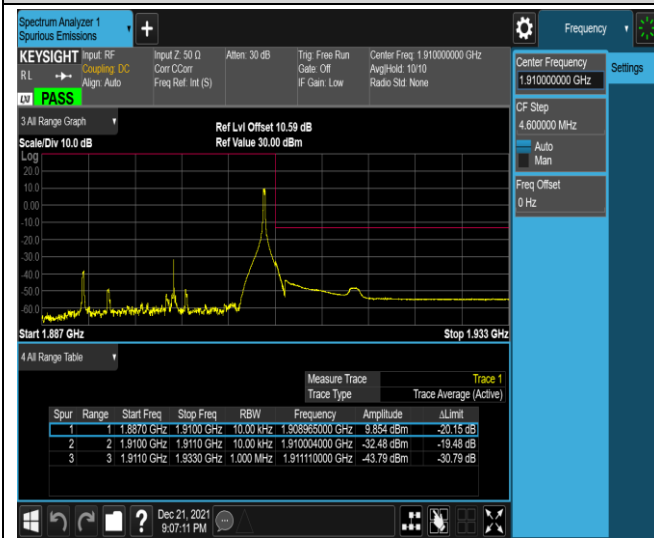 Spectrum Analyzer 1
Spurious Emissions
+
Frequency
KEYSIGHT
RL
Input: RF
Coupling: DC
Align: Auto
Input Z: 50 Ω
Corr CCorr
Freq Ref: Int (S)
Atten: 30 dB
Trig: Free Run
Gate: Off
IF Gain: Low
Center Freq: 1.910000000 GHz
Avg|Hold: 10/10
Radio Std: None
LXI
PASS
3 All Range Graph
Scale/Div 10.0 dB
Ref Lvl Offset 10.59 dB
Ref Value 30.00 dBm
Log
20.0
10.0
0.00
-10.0
-20.0
-30.0
-40.0
-50.0
-60.0
Start 1.887 GHz
Stop 1.933 GHz
4 All Range Table
Measure Trace Trace 1
Trace Type Trace Average (Active)
Spur Range Start Freq Stop Freq RBW Frequency Amplitude ΔLimit
1 1 1.8870 GHz 1.9100 GHz 10.00 kHz 1.908965000 GHz 9.854 dBm -20.15 dB
2 2 1.9100 GHz 1.9110 GHz 10.00 kHz 1.910004000 GHz -32.48 dBm -19.48 dB
3 3 1.9110 GHz 1.9330 GHz 1.000 MHz 1.911110000 GHz -43.79 dBm -30.79 dB
Center Frequency
1.910000000 GHz
Settings
CF Step
4.600000 MHz
Auto
Man
Freq Offset
0 Hz
?
Dec 21, 2021
9:07:11 PM